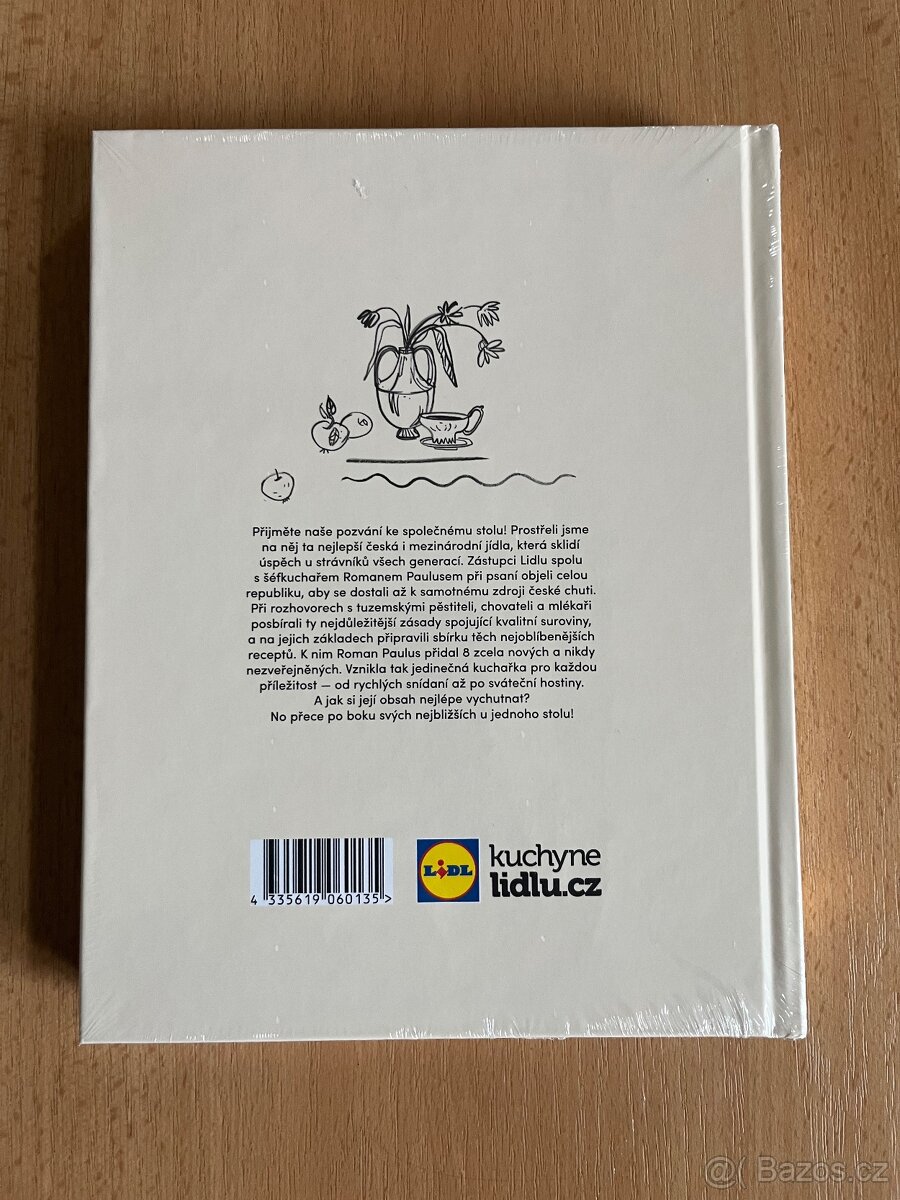 Přijměte naše pozvání ke společnému stolu! Prostřeli jsme
na něj ta nejlepší česká i mezinárodní jídla, která sklidí
úspěch u strávníků všech generací. Zástupci Lidlu spolu
s šéfkuchařem Romanem Paulusem při psaní objeli celou
republiku, aby se dostali až k samotnému zdroji české chuti.
Při rozhovorech s tuzemskými pěstiteli, chovateli a mlékaři
posbírali ty nejdůležitější zásady spojující kvalitní suroviny,
a na jejich základech připravili sbírku těch nejoblíbenějších
receptů. K nim Roman Paulus přidal 8 zcela nových a nikdy
nezveřejněných. Vznikla tak jedinečná kuchařka pro každou
příležitost — od rychlých snídaní až po sváteční hostiny.
A jak si její obsah nejlépe vychutnat?
No přece po boku svých nejbližších u jednoho stolu!
4 335619 060135>
LIDL
kuchyne
lidlu.cz
@( Bazos.cz